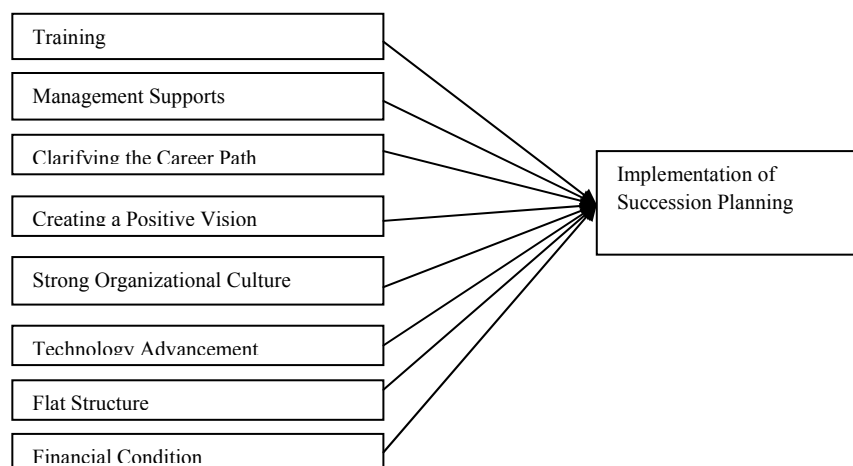 Training
Management Supports
Clarifying the Career Path
Creating a Positive Vision
Strong Organizational Culture
Technology Advancement
Flat Structure
Financial Condition
Implementation of
Succession Planning